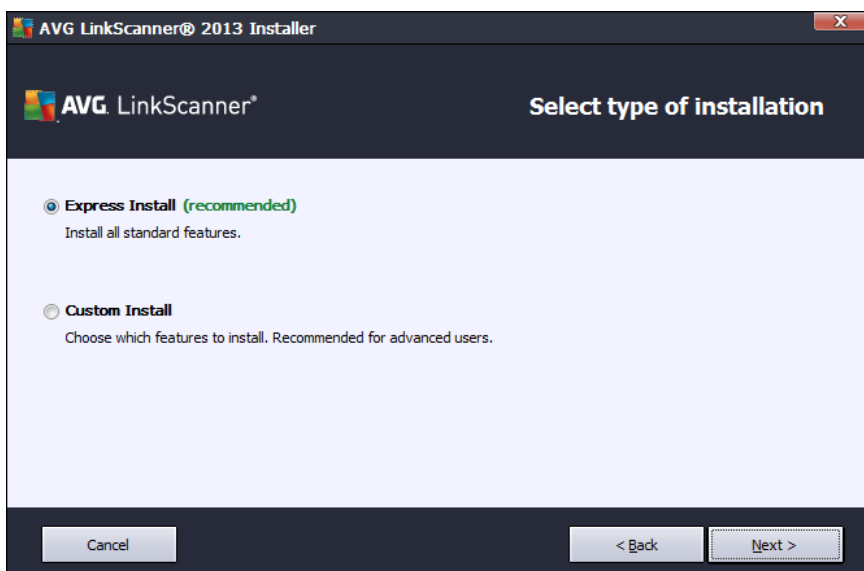 AVG LinkScanner® 2013 Installer
X
AVG. LinkScanner®
Select type of installation
Express Install (recommended)
Install all standard features.
Custom Install
Choose which features to install. Recommended for advanced users.
Cancel
< Back
Next >